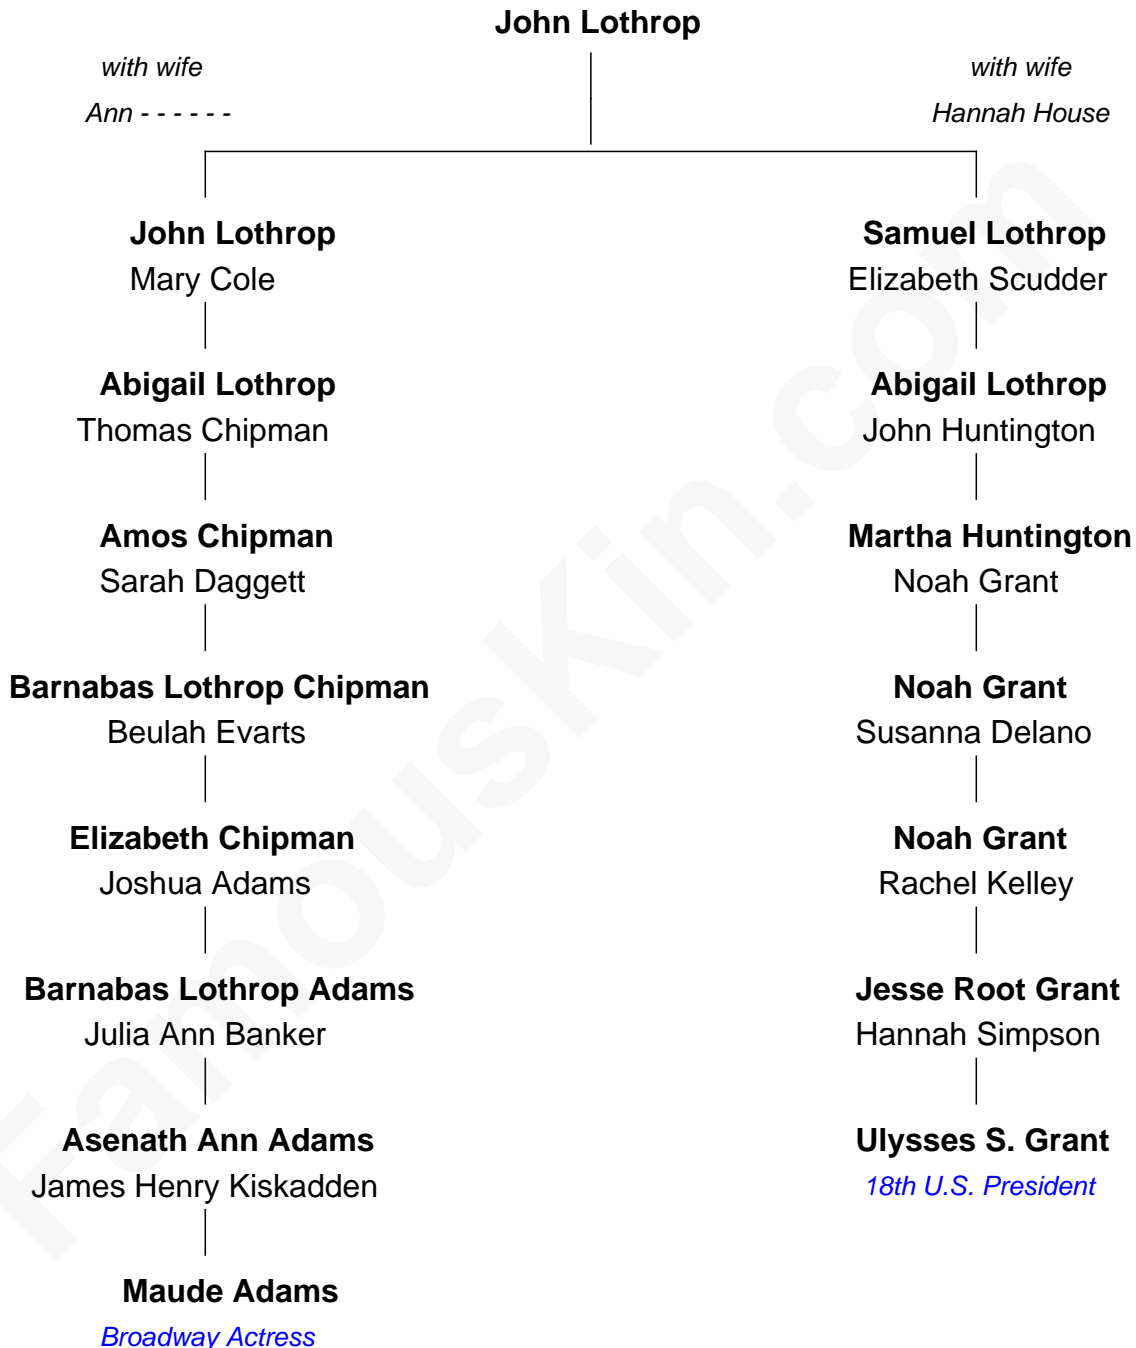 John Lothrop
with wife
Ann - - - - - -
with wife
Hannah House
John Lothrop
Mary Cole
Samuel Lothrop
Elizabeth Scudder
Abigail Lothrop
Thomas Chipman
Abigail Lothrop
John Huntington
Amos Chipman
Sarah Daggett
Martha Huntington
Noah Grant
Barnabas Lothrop Chipman
Beulah Evarts
Noah Grant
Susanna Delano
Elizabeth Chipman
Joshua Adams
Noah Grant
Rachel Kelley
Barnabas Lothrop Adams
Julia Ann Banker
Jesse Root Grant
Hannah Simpson
Asenath Ann Adams
James Henry Kiskadden
Ulysses S. Grant
18th U.S. President
Maude Adams
Broadway Actress
FamousKin.com